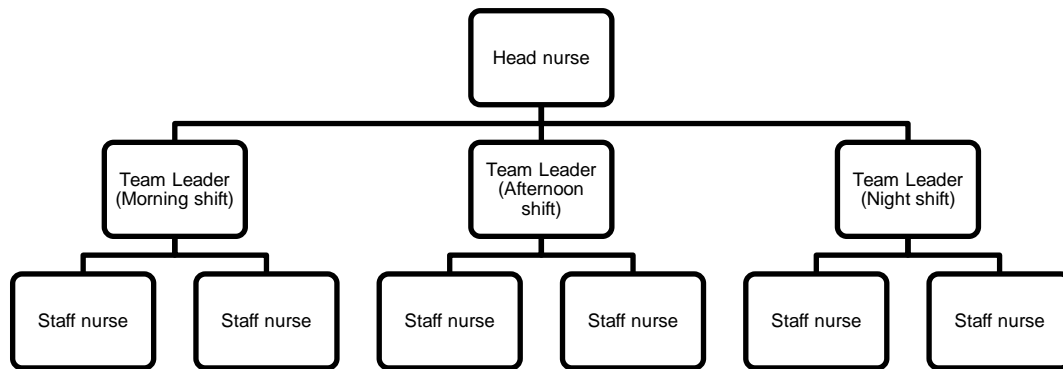 Head nurse
Team Leader
(Morning shift)
Team Leader
(Afternoon
shift)
Team Leader
(Night shift)
Staff nurse
Staff nurse
Staff nurse
Staff nurse
Staff nurse
Staff nurse